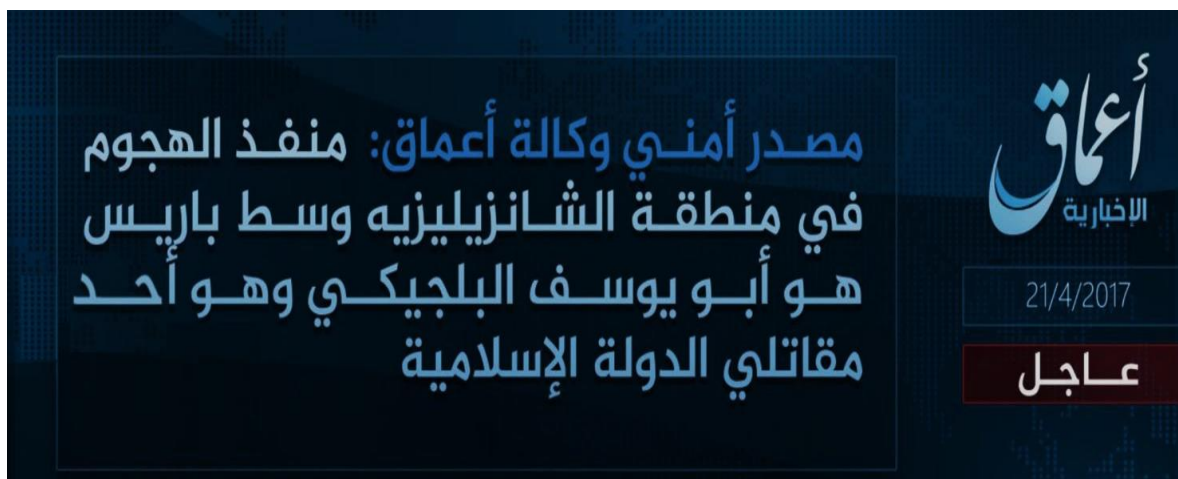 مصدر أمني وكالة أعماق: منفذ الهجوم
في منطقة الشانزيليزيه وسط باريس
هو أبو يوسف البلجيكي وهو أحد
مقاتلي الدولة الإسلامية
أعماق
الإخبارية
21/4/2017
عاجل